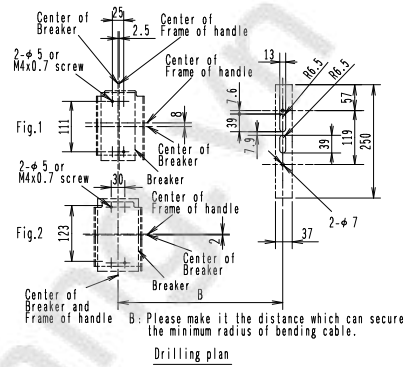 Center of
Breaker
25
2.5
Center of
Frame of handle
2-φ 5 or
M4x0.7 screw
Center of
Frame of handle
Fig.1
111
8
Center of
Breaker
Breaker
13
R6.5
R6.5
7.6
39
7.9
39
57
119
250
2-φ 7
37
2-φ 5 or
M4x0.7 screw
30
Center of
Frame of handle
Fig.2
123
2
Center of
Breaker
Breaker
Center of
Breaker and
Frame of handle
B
B: Please make it the distance which can secure
the minimum radius of bending cable.
Drilling plan